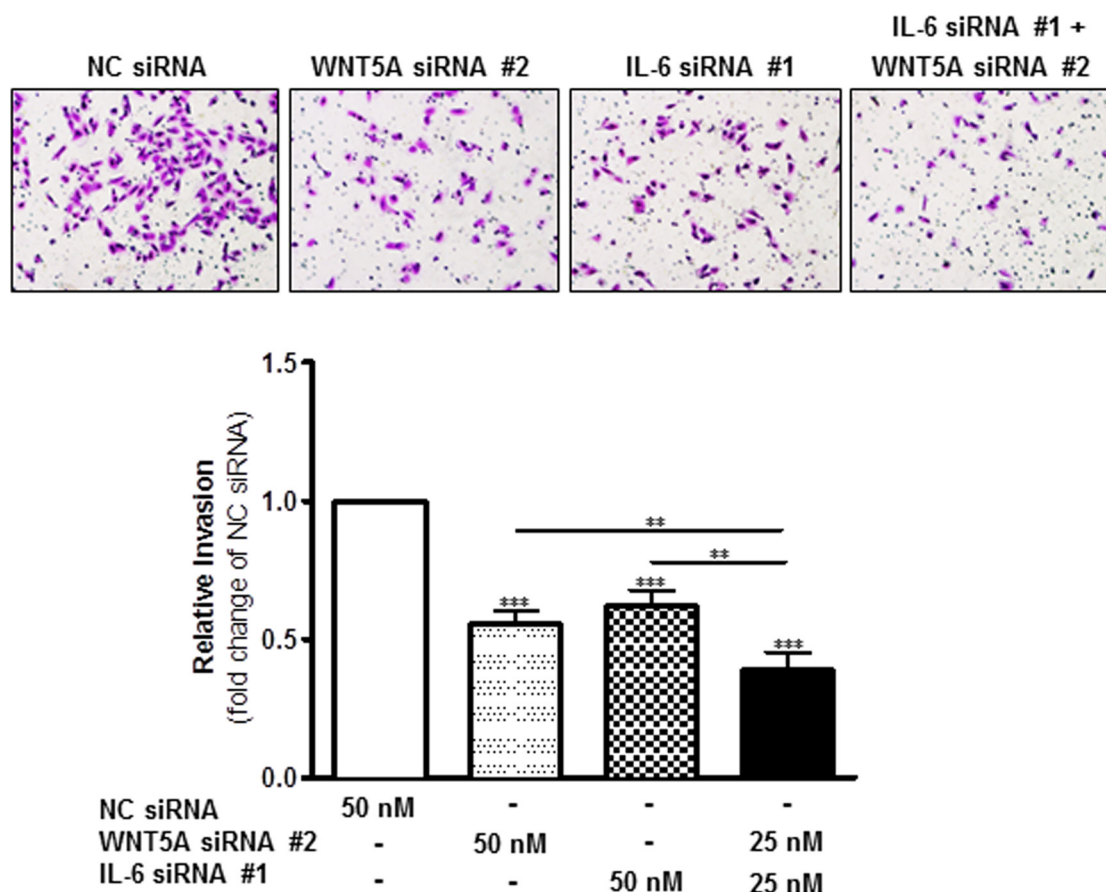 IL-6 siRNA #1 +
NC siRNA WNT5A siRNA #2 IL-6 siRNA #1 WNT5A siRNA #2
1.5
1.0
0.5
0.0
Relative Invasion
(fold change of NC siRNA)
**
**
***
***
***
NC siRNA 50 nM - - -
WNT5A siRNA #2 - 50 nM - 25 nM
IL-6 siRNA #1 - - 50 nM 25 nM